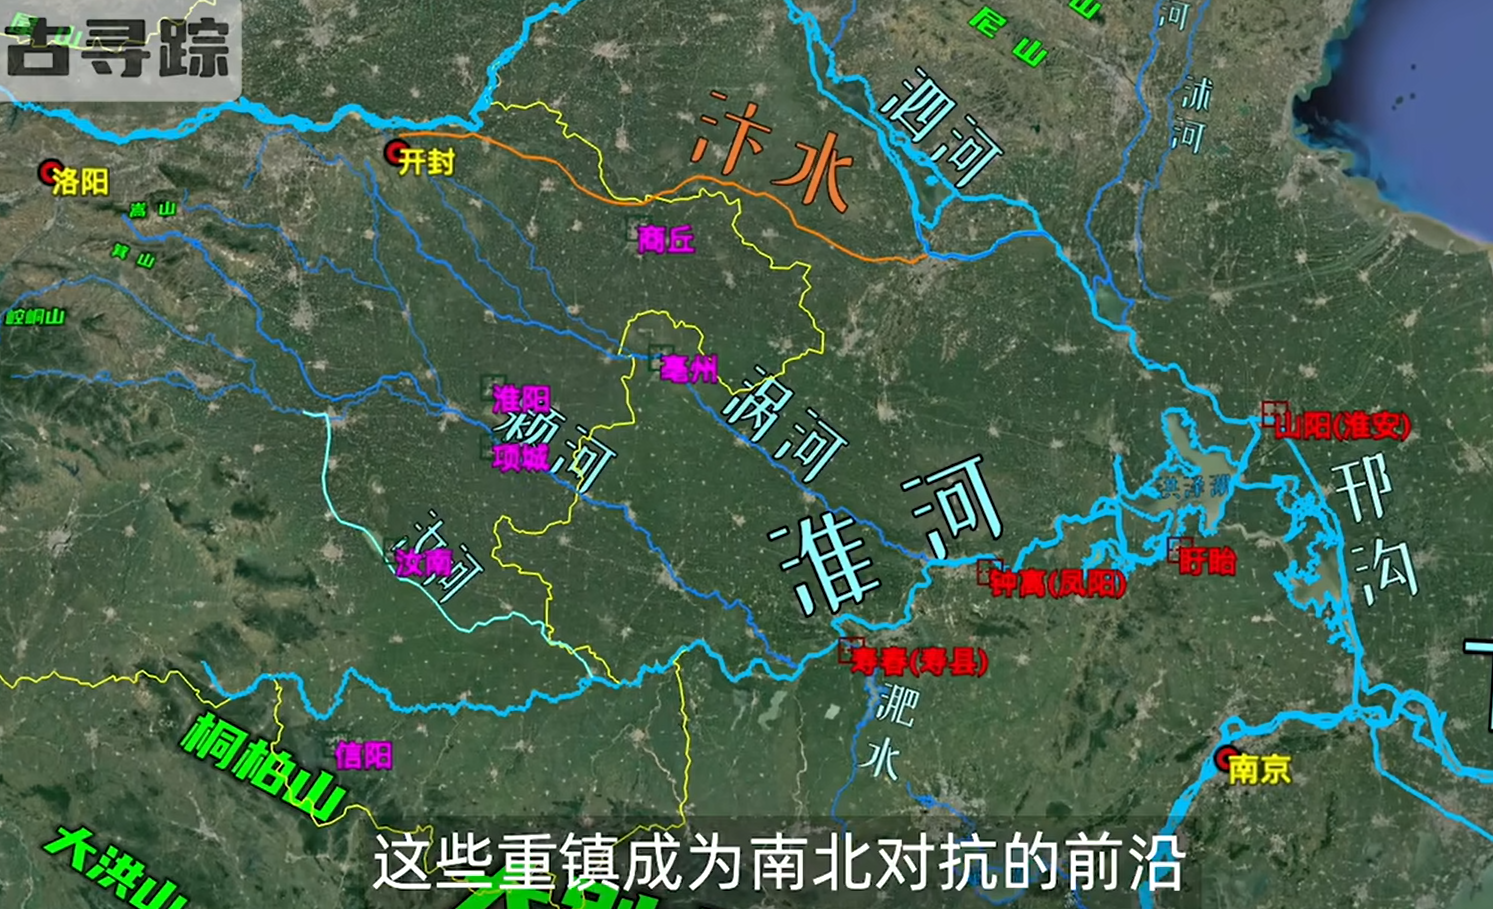 古寻踪
尼山
河
沭河
泗河
汴水
洛阳
开封
嵩山
箕山
崆峒山
商丘
亳州
涡河
淮阳
颍河
项城
山阳(淮安)
洪泽湖
邗沟
淮河
汝南
汝河
钟离(凤阳)
盱眙
寿春(寿县)
淝水
桐柏山
信阳
南京
大洪山
这些重镇成为南北对抗的前沿